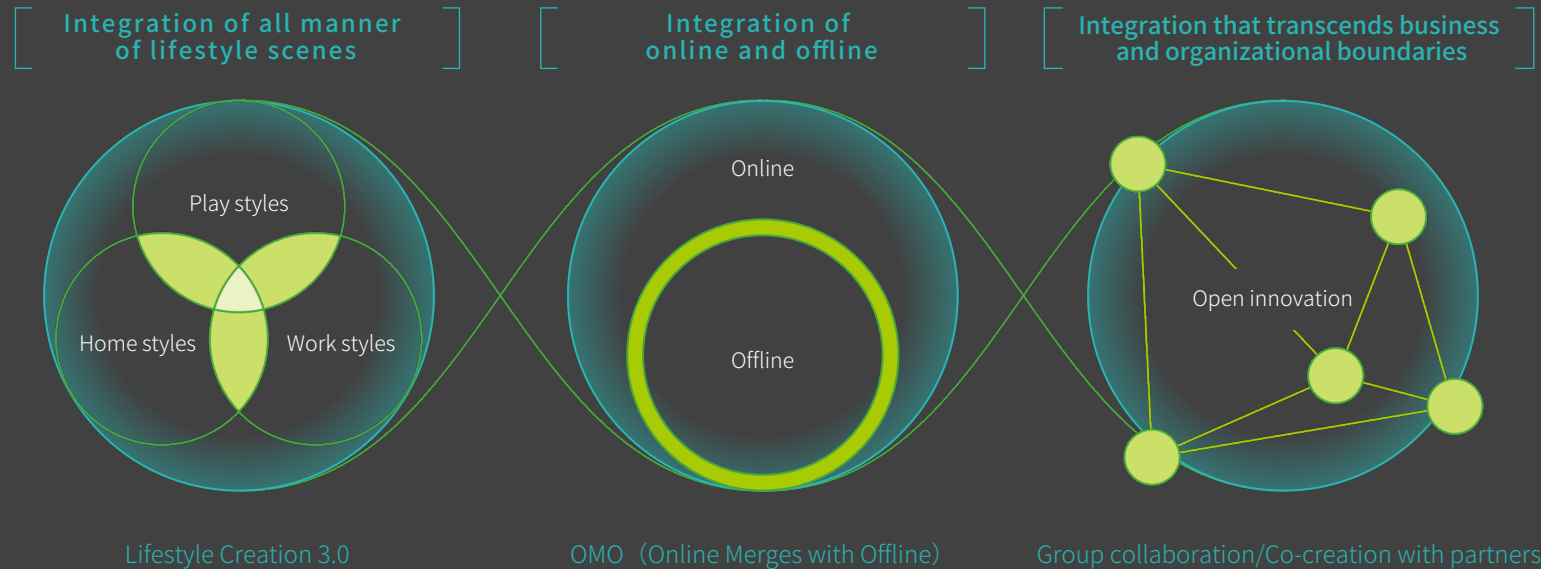 Integration of all manner
of lifestyle scenes
Integration of
online and offline
Integration that transcends business
and organizational boundaries
Play styles
Home styles
Work styles
Online
Offline
Open innovation
Lifestyle Creation 3.0
OMO（Online Merges with Offline）
Group collaboration/Co-creation with partners